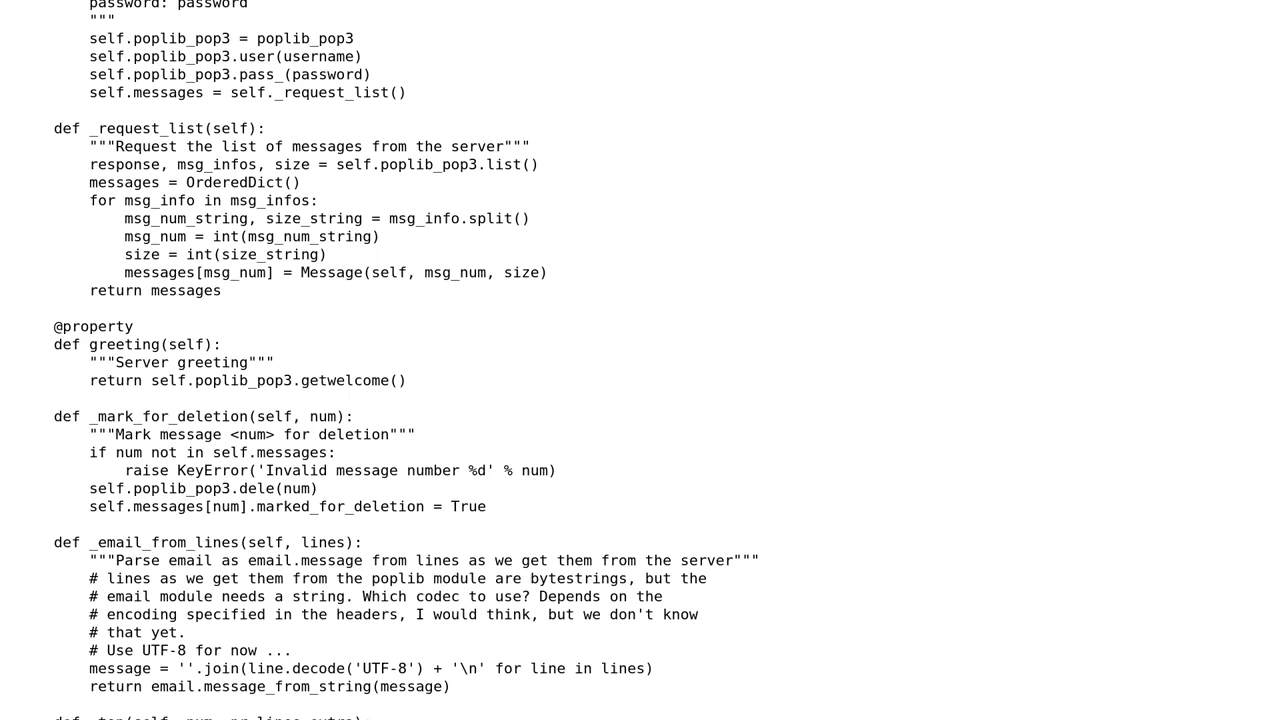 password: password
"""
self.poplib_pop3 = poplib_pop3
self.poplib_pop3.user(username)
self.poplib_pop3.pass_(password)
self.messages = self._request_list()
def _request_list(self):
"""Request the list of messages from the server"""
response, msg_infos, size = self.poplib_pop3.list()
messages = OrderedDict()
for msg_info in msg_infos:
msg_num_string, size_string = msg_info.split()
msg_num = int(msg_num_string)
size = int(size_string)
messages[msg_num] = Message(self, msg_num, size)
return messages
@property
def greeting(self):
"""Server greeting"""
return self.poplib_pop3.getwelcome()
def _mark_for_deletion(self, num):
"""Mark message <num> for deletion"""
if num not in self.messages:
raise KeyError('Invalid message number %d' % num)
self.poplib_pop3.dele(num)
self.messages[num].marked_for_deletion = True
def _email_from_lines(self, lines):
"""Parse email as email.message from lines as we get them from the server"""
# lines as we get them from the poplib module are bytestrings, but the
# email module needs a string. Which codec to use? Depends on the
# encoding specified in the headers, I would think, but we don't know
# that yet.
# Use UTF-8 for now ...
message = ''.join(line.decode('UTF-8') + '\n' for line in lines)
return email.message_from_string(message)